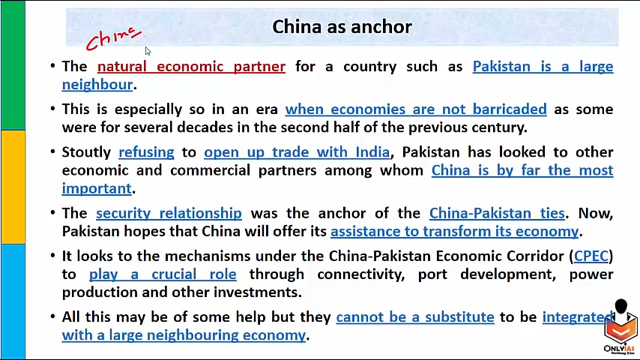 China as anchor
China
• The natural economic partner for a country such as Pakistan is a large
neighbour.
• This is especially so in an era when economies are not barricaded as some
were for several decades in the second half of the previous century.
• Stoutly refusing to open up trade with India, Pakistan has looked to other
economic and commercial partners among whom China is by far the most
important.
• The security relationship was the anchor of the China-Pakistan ties. Now,
Pakistan hopes that China will offer its assistance to transform its economy.
• It looks to the mechanisms under the China-Pakistan Economic Corridor (CPEC)
to play a crucial role through connectivity, port development, power
production and other investments.
• All this may be of some help but they cannot be a substitute to be integrated
with a large neighbouring economy.
ONLYIAS